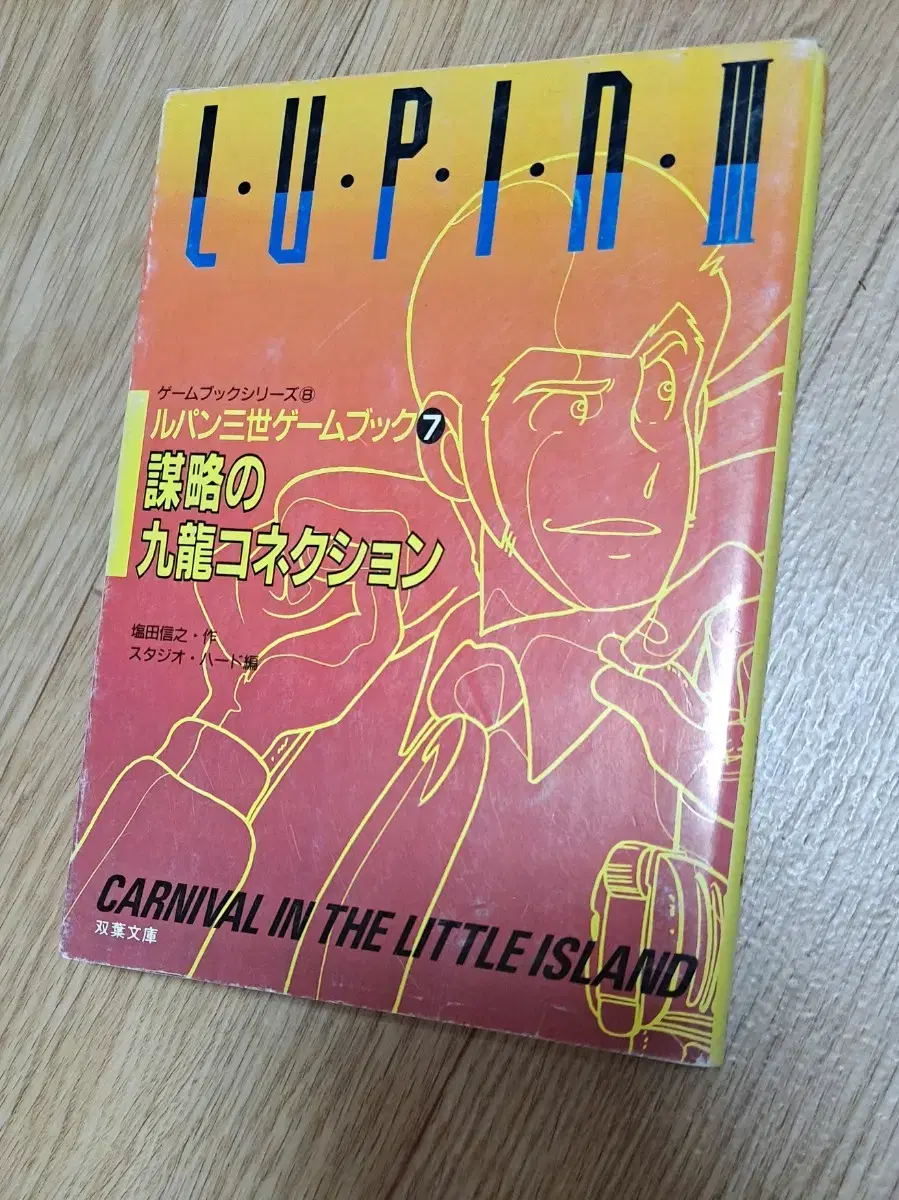 L・U・P・I・N・III
ゲームブックシリーズ⑧
ルパン三世ゲームブック❼
謀略の
九龍コネクション
塩田信之・作
スタジオ・ハード編
CARNIVAL IN THE LITTLE ISLAND
双葉文庫